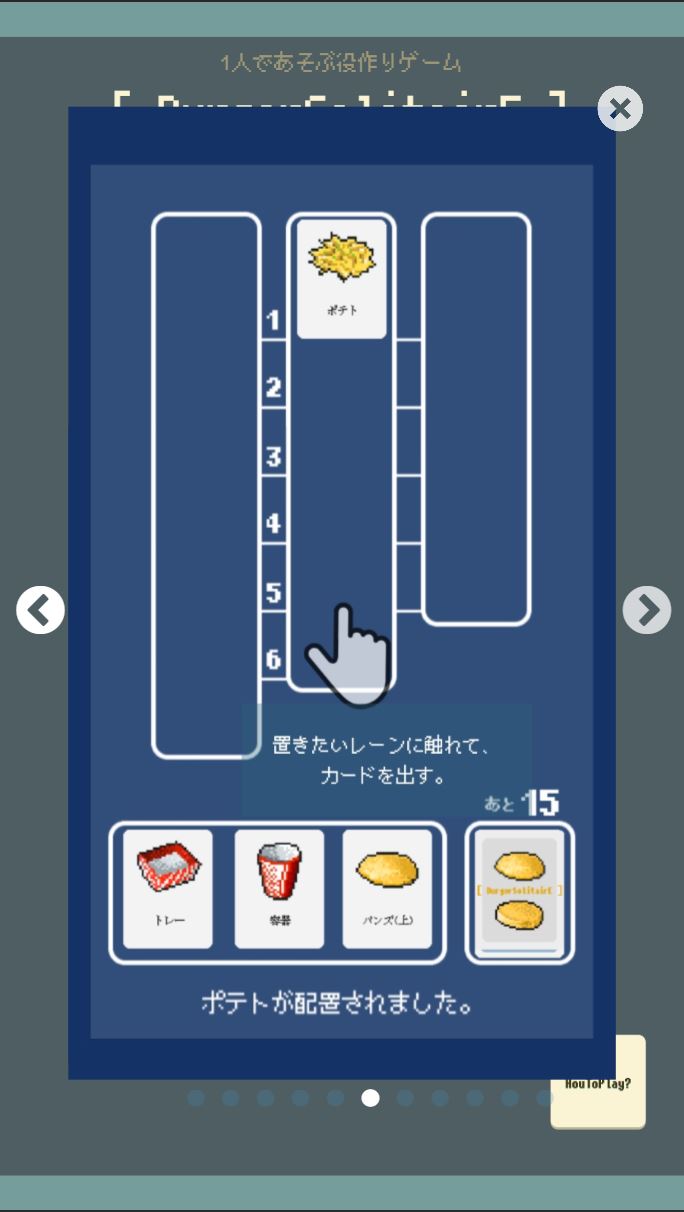 1人であそぶ役作りゲーム
[ BurgerSolitairE ]
ポテト
1
2
3
4
5
6
置きたいレーンに触れて、
カードを出す。
あと 15
トレー
容器
バンズ(上)
[ BurgerSolitairE ]
ポテトが配置されました。
HowToPlay?